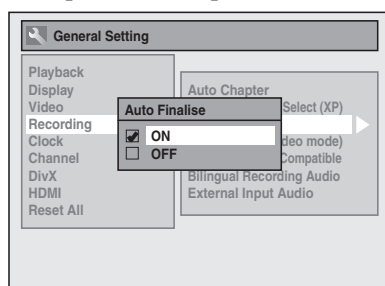 General Setting
Playback
Display
Video
Recording
Clock
Channel
DivX
HDMI
Reset All
Auto Chapter
Select (XP)
deo mode)
Compatible
Bilingual Recording Audio
External Input Audio
Auto Finalise
ON
OFF